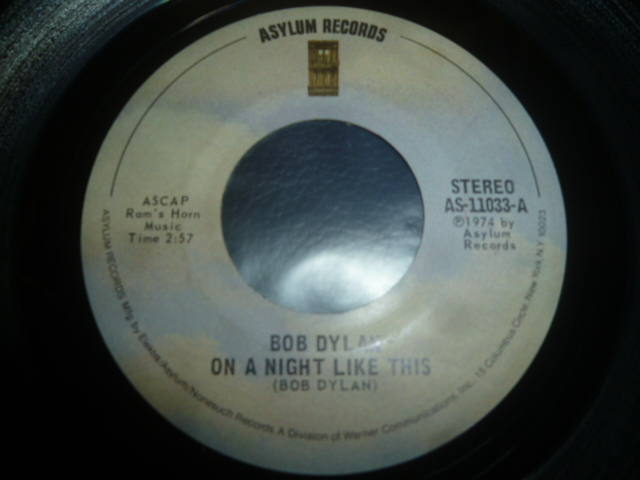 ASYLUM RECORDS
ASCAP
Ram's Horn
Music
Time 2:57
STEREO
AS-11033-A
℗1974 by
Asylum
Records
BOB DYLAN
ON A NIGHT LIKE THIS
(BOB DYLAN)
ASYLUM RECORDS Mfg. by Elektra/Asylum/Nonesuch Records A Division of Warner Communications, Inc. 15 Columbus Circle, New York, N.Y. 10023